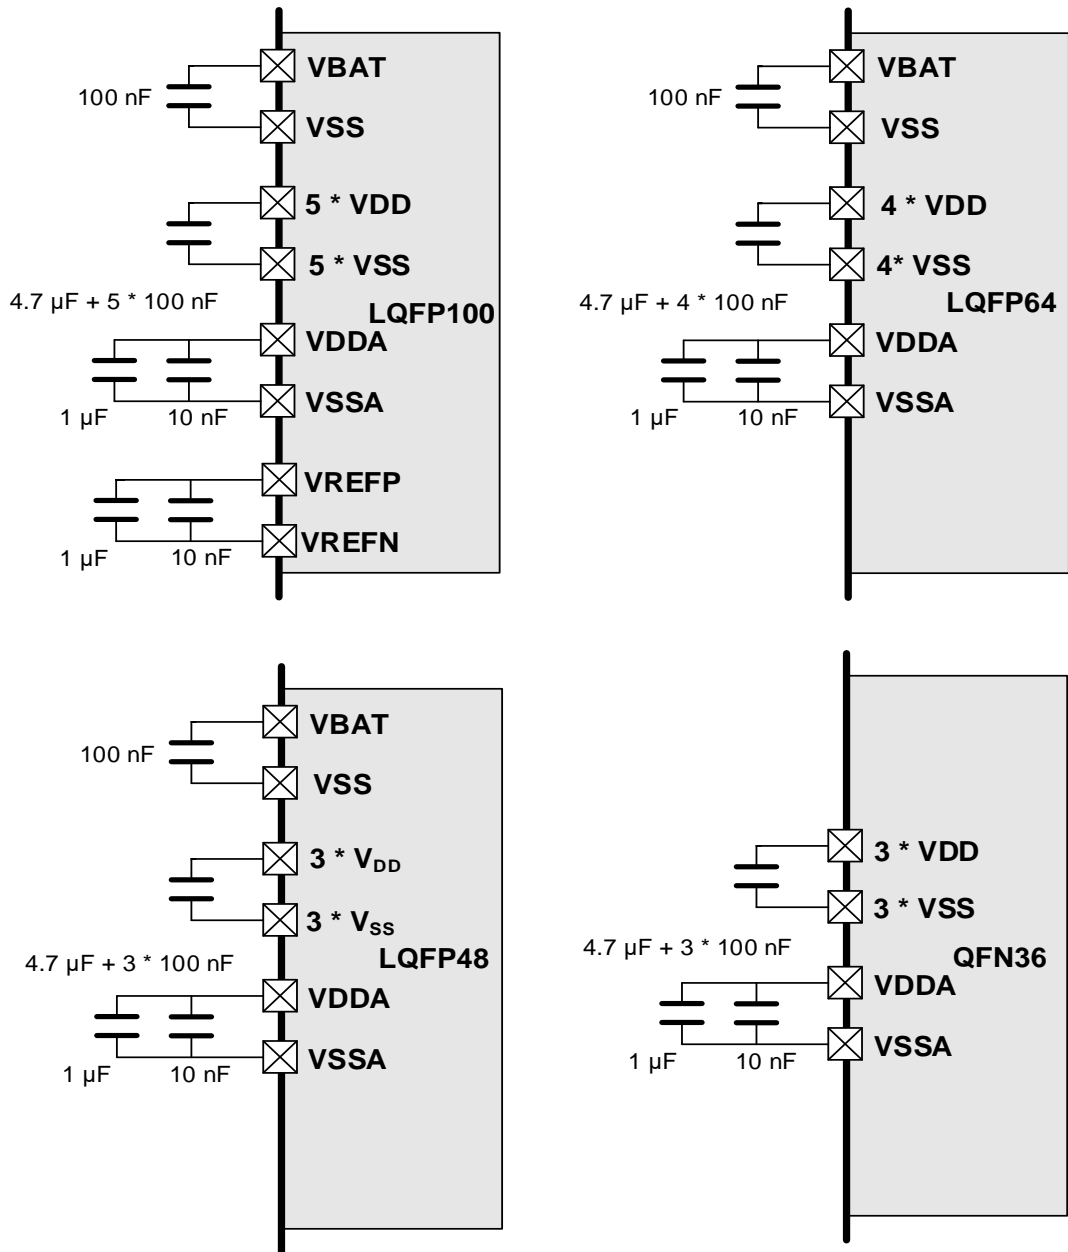 VBAT
100 nF
VSS
5 * VDD
5 * VSS
4.7 µF + 5 * 100 nF
LQFP100
VDDA
VSSA
1 µF
10 nF
VREFP
VREFN
1 µF
10 nF
VBAT
100 nF
VSS
4 * VDD
4* VSS
4.7 µF + 4 * 100 nF
LQFP64
VDDA
VSSA
1 µF
10 nF
VBAT
100 nF
VSS
3 * VDD
3 * VSS
4.7 µF + 3 * 100 nF
LQFP48
VDDA
VSSA
1 µF
10 nF
3 * VDD
3 * VSS
4.7 µF + 3 * 100 nF
QFN36
VDDA
VSSA
1 µF
10 nF